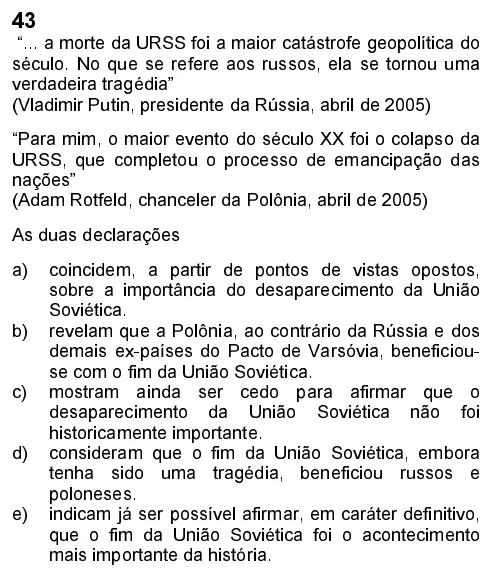 43
“... a morte da URSS foi a maior catástrofe geopolítica do
século. No que se refere aos russos, ela se tornou uma
verdadeira tragédia”
(Vladimir Putin, presidente da Rússia, abril de 2005)
“Para mim, o maior evento do século XX foi o colapso da
URSS, que completou o processo de emancipação das
nações”
(Adam Rotfeld, chanceler da Polônia, abril de 2005)
As duas declarações
a) coincidem, a partir de pontos de vistas opostos,
sobre a importância do desaparecimento da União
Soviética.
b) revelam que a Polônia, ao contrário da Rússia e dos
demais ex-países do Pacto de Varsóvia, beneficiou-
se com o fim da União Soviética.
c) mostram ainda ser cedo para afirmar que o
desaparecimento da União Soviética não foi
historicamente importante.
d) consideram que o fim da União Soviética, embora
tenha sido uma tragédia, beneficiou russos e
poloneses.
e) indicam já ser possível afirmar, em caráter definitivo,
que o fim da União Soviética foi o acontecimento
mais importante da história.